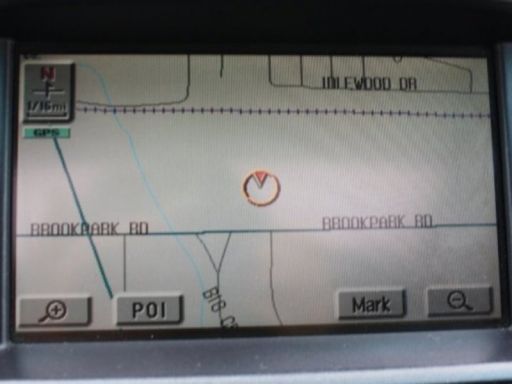 N
IDLEWOOD DR
1/16mi
GPS
BROOKPARK RD
BROOKPARK RD
POI
Mark